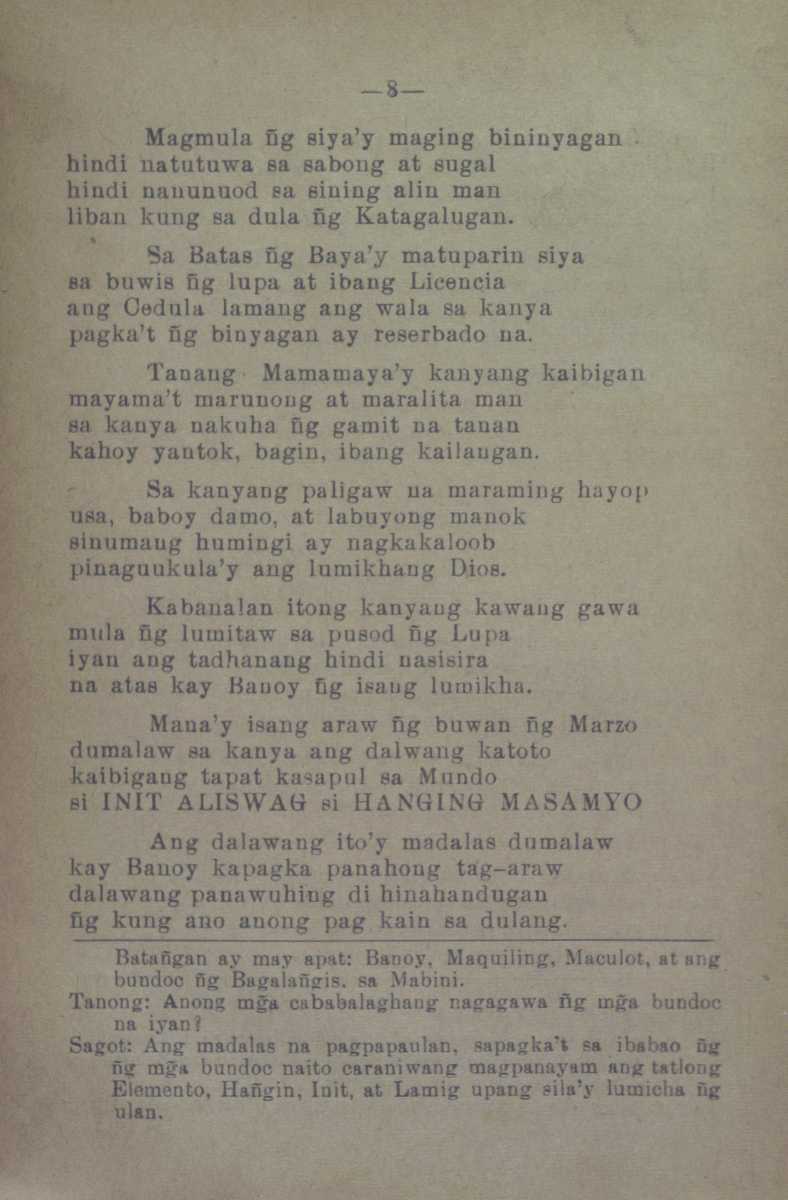 —8—
Magmula ñg siya'y maging bininyagan
hindi natutuwa sa sabong at sugal
hindi nanunuod sa sining alin man
liban kung sa dula ñg Katagalugan.
Sa Batas ñg Baya'y matuparin siya
sa buwis ñg lupa at ibang Licencia
ang Cedula lamang ang wala sa kanya
pagka't ñg binyagan ay reserbado na.
Tanang Mamamaya'y kanyang kaibigan
mayama't marunong at maralita man
sa kanya nakuha ñg gamit na tanan
kahoy yantok, bagin, ibang kailangan.
Sa kanyang paligaw na maraming hayop
usa, baboy damo, at labuyong manok
sinumang humingi ay nagkakaloob
pinaguukula'y ang lumikhang Dios.
Kabanalan itong kanyang kawang gawa
mula ñg lumitaw sa pusod ñg Lupa
iyan ang tadhanang hindi nasisira
na atas kay Banoy ñg isang lumikha.
Mana'y isang araw ñg buwan ñg Marzo
dumalaw sa kanya ang dalwang katoto
kaibigang tapat kasapul sa Mundo
si INIT ALISWAG si HANGING MASAMYO
Ang dalawang ito'y madalas dumalaw
kay Banoy kapagka panahong tag-araw
dalawang panawuhing di hinahandugan
ñg kung ano anong pag kain sa dulang.
Batañgan ay may apat: Banoy, Maquiling, Maculot, at ang
bundoc ñg Bagalañgis, sa Mabini.
Tanong: Anong mg̃a cababalaghang nagagawa ñg mg̃a bundoc
na iyan?
Sagot: Ang madalas na pagpapaulan, sapagka't sa ibabao ñg
ñg mg̃a bundoc naito caraniwang magpanayam ang tatlong
Elemento, Hañgin, Init, at Lamig upang sila'y lumicha ñg
ulan.